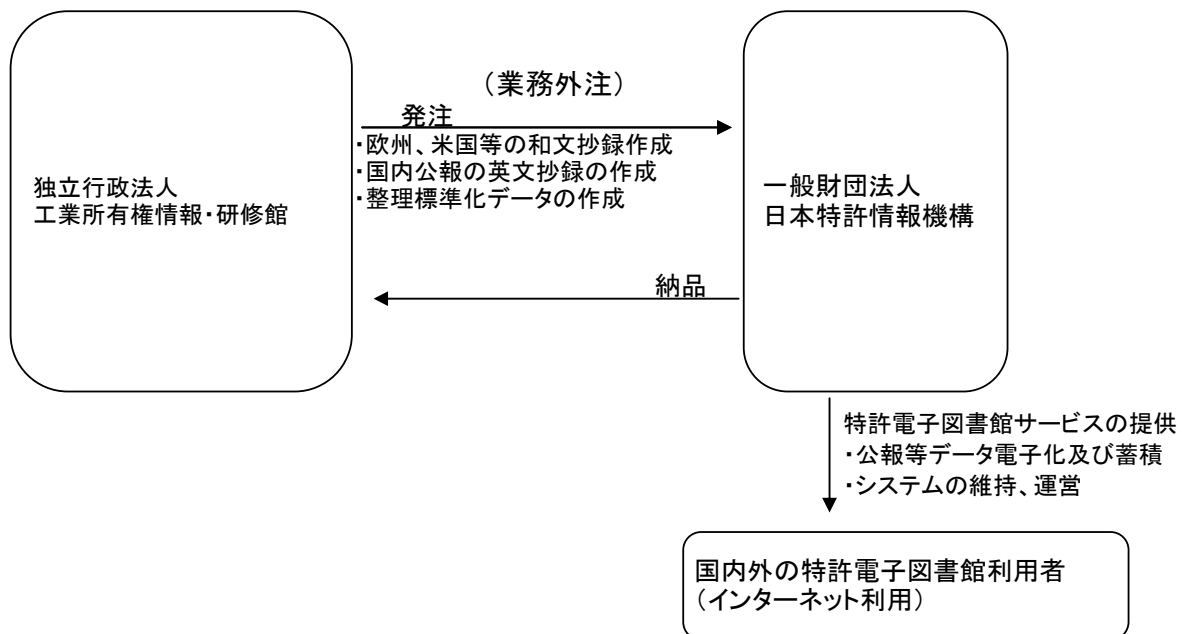 （業務外注）
発注
・欧州、米国等の和文抄録作成
・国内公報の英文抄録の作成
・整理標準化データの作成
独立行政法人
工業所有権情報・研修館
一般財団法人
日本特許情報機構
納品
特許電子図書館サービスの提供
・公報等データ電子化及び蓄積
・システムの維持、運営
国内外の特許電子図書館利用者
（インターネット利用）